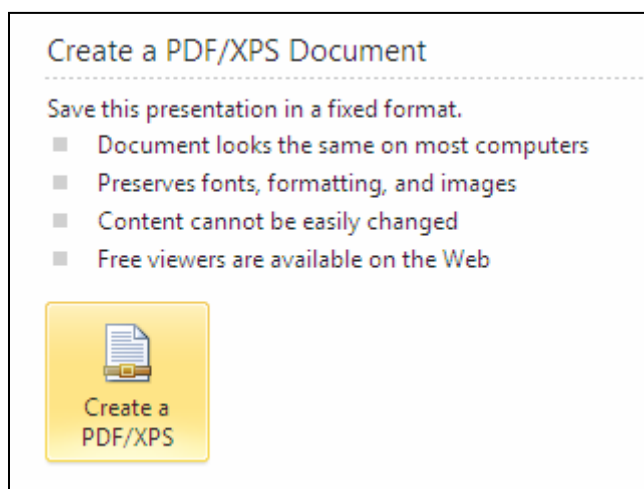 Create a PDF/XPS Document
Save this presentation in a fixed format.
Document looks the same on most computers
Preserves fonts, formatting, and images
Content cannot be easily changed
Free viewers are available on the Web
Create a
PDF/XPS